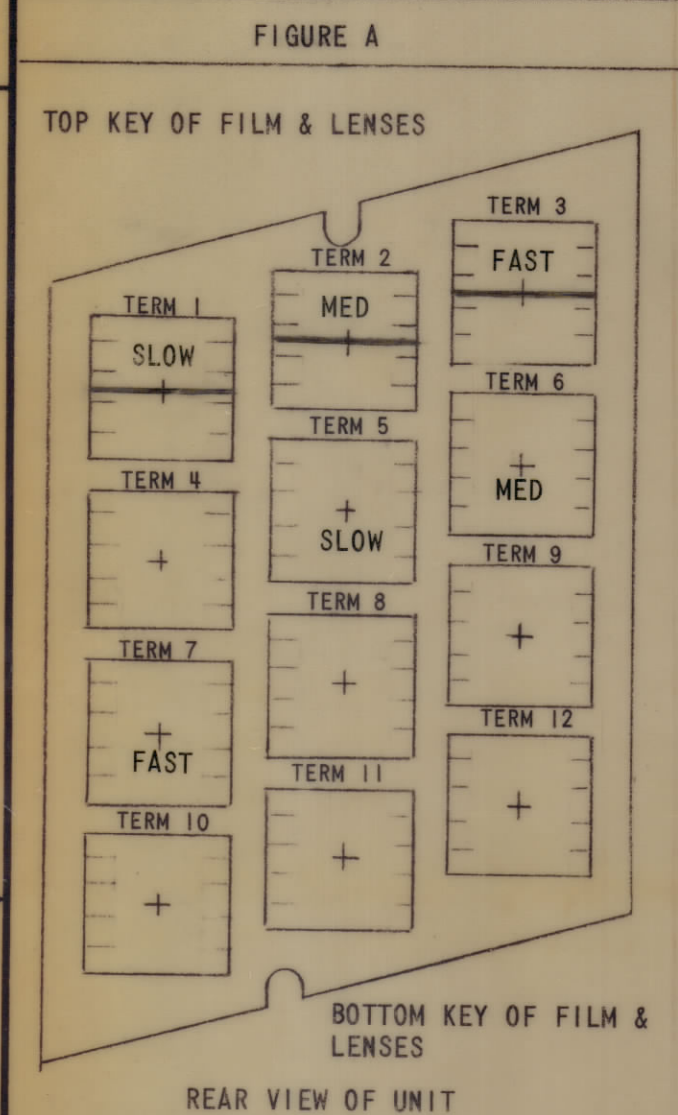 FIGURE A
TOP KEY OF FILM & LENSES
TERM 1
SLOW
TERM 2
MED
TERM 3
FAST
TERM 4
TERM 5
SLOW
TERM 6
MED
TERM 7
FAST
TERM 8
TERM 9
TERM 10
TERM 11
TERM 12
BOTTOM KEY OF FILM &
LENSES
REAR VIEW OF UNIT